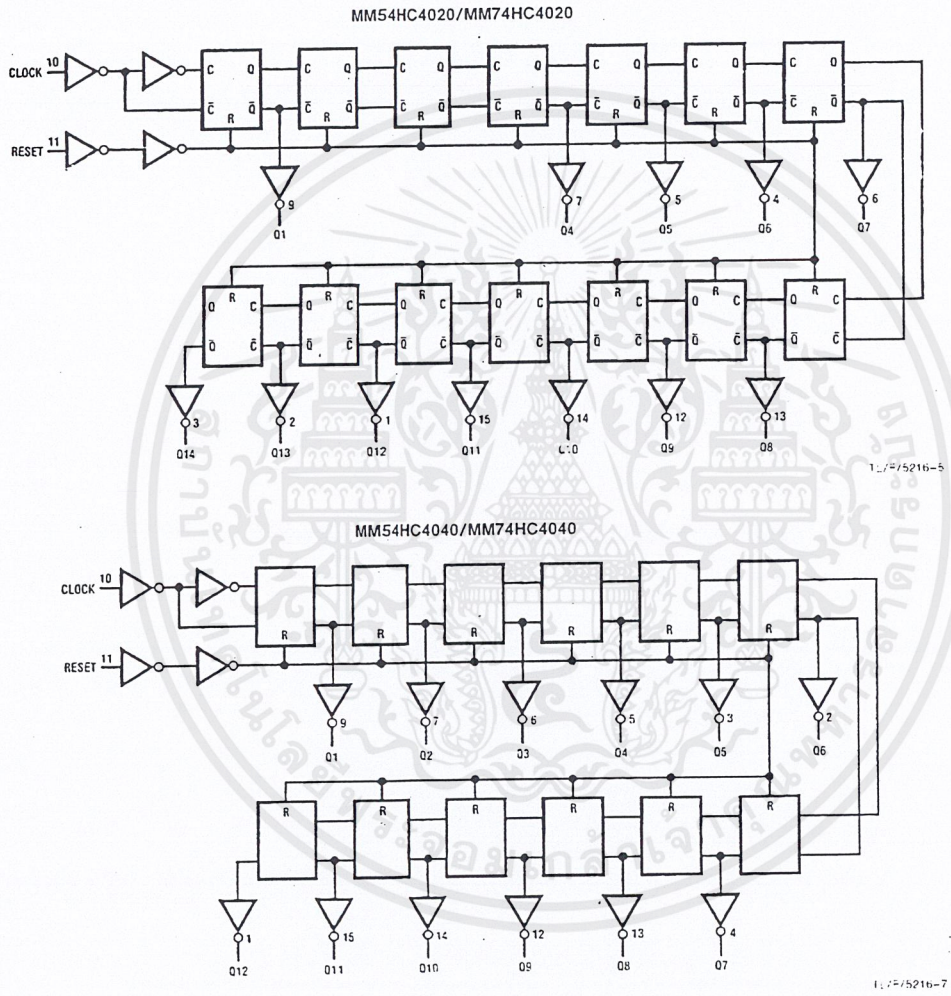 MM54HC4020/MM74HC4020
CLOCK 10
C Q C Q C Q C Q C Q C Q C Q
C̅ Q̅ C̅ Q̅ C̅ Q̅ C̅ Q̅ C̅ Q̅ C̅ Q̅ C̅ Q̅
R R R R R R R
RESET 11
9 7 5 4 6
Q1 Q4 Q5 Q6 Q7
R R R R R R R
Q C Q C Q C Q C Q C Q C Q C
Q̅ C̅ Q̅ C̅ Q̅ C̅ Q̅ C̅ Q̅ C̅ Q̅ C̅ Q̅ C̅
3 2 1 15 14 12 13
Q14 Q13 Q12 Q11 Q10 Q9 Q8
TL/F/5216-5
MM54HC4040/MM74HC4040
CLOCK 10
R R R R R R
RESET 11
9 7 6 5 3 2
Q1 Q2 Q3 Q4 Q5 Q6
R R R R R R
1 15 14 12 13 4
Q12 Q11 Q10 Q9 Q8 Q7
TL/F/5216-7